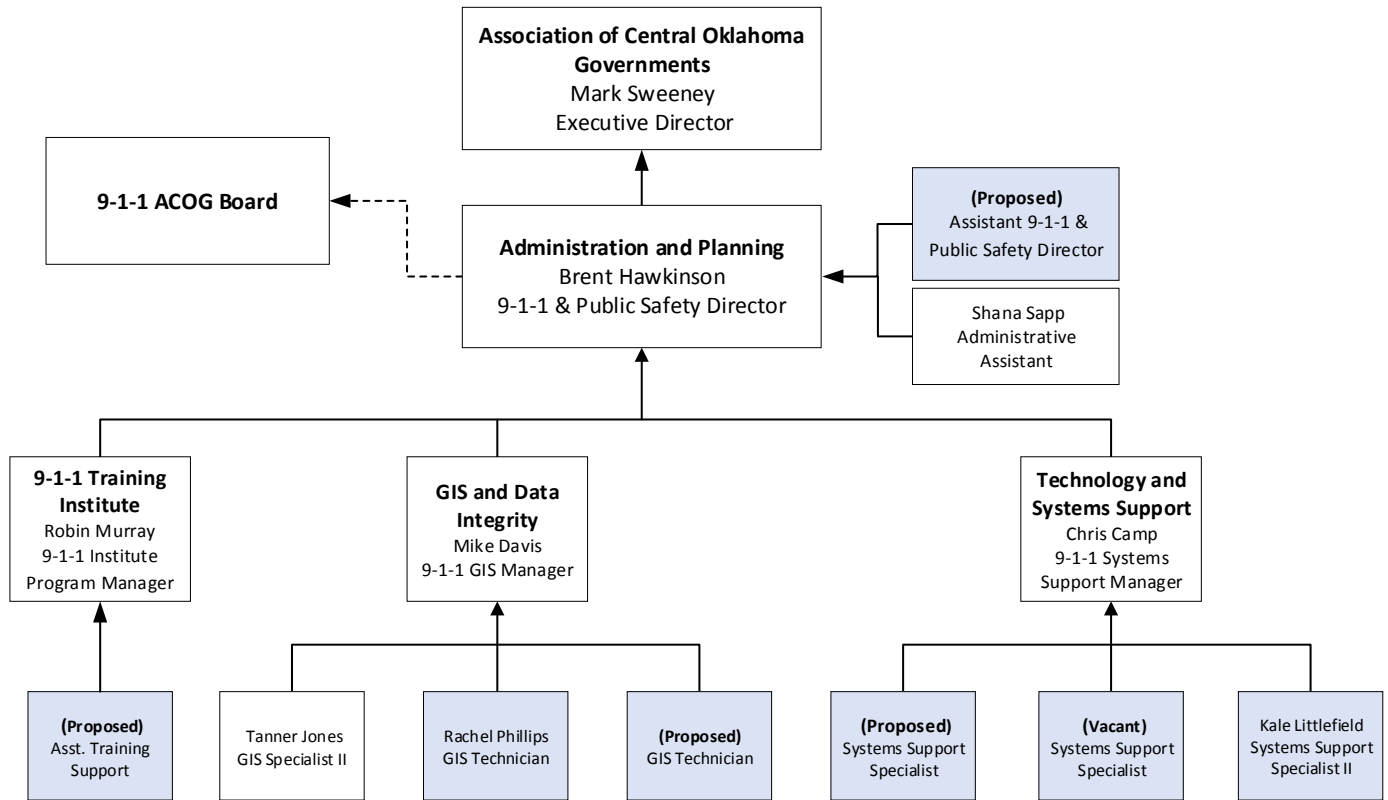 Association of Central Oklahoma
Governments
Mark Sweeney
Executive Director
9-1-1 ACOG Board
Administration and Planning
Brent Hawkinson
9-1-1 & Public Safety Director
(Proposed)
Assistant 9-1-1 &
Public Safety Director
Shana Sapp
Administrative
Assistant
9-1-1 Training
Institute
Robin Murray
9-1-1 Institute
Program Manager
GIS and Data
Integrity
Mike Davis
9-1-1 GIS Manager
Technology and
Systems Support
Chris Camp
9-1-1 Systems
Support Manager
(Proposed)
Asst. Training
Support
Tanner Jones
GIS Specialist II
Rachel Phillips
GIS Technician
(Proposed)
GIS Technician
(Proposed)
Systems Support
Specialist
(Vacant)
Systems Support
Specialist
Kale Littlefield
Systems Support
Specialist II